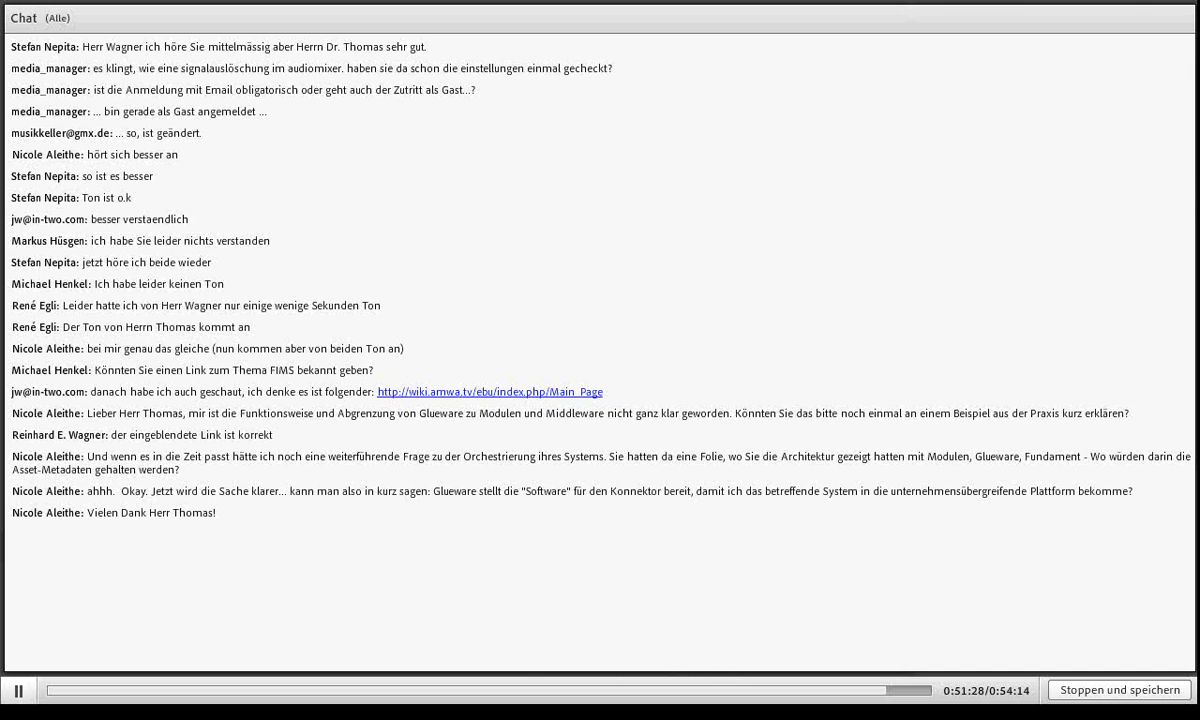 Chat (Alle)
Stefan Nepita: Herr Wagner ich höre Sie mittelmässig aber Herrn Dr. Thomas sehr gut.
media_manager: es klingt, wie eine signalauslöschung im audiomixer. haben sie da schon die einstellungen einmal gecheckt?
media_manager: ist die Anmeldung mit Email obligatorisch oder geht auch der Zutritt als Gast...?
media_manager: ... bin gerade als Gast angemeldet ...
musikkeller@gmx.de: ... so, ist geändert.
Nicole Aleithe: hört sich besser an
Stefan Nepita: so ist es besser
Stefan Nepita: Ton ist o.k
jw@in-two.com: besser verstaendlich
Markus Hüsgen: ich habe Sie leider nichts verstanden
Stefan Nepita: jetzt höre ich beide wieder
Michael Henkel: Ich habe leider keinen Ton
René Egli: Leider hatte ich von Herr Wagner nur einige wenige Sekunden Ton
René Egli: Der Ton von Herrn Thomas kommt an
Nicole Aleithe: bei mir genau das gleiche (nun kommen aber von beiden Ton an)
Michael Henkel: Könnten Sie einen Link zum Thema FIMS bekannt geben?
jw@in-two.com: danach habe ich auch geschaut, ich denke es ist folgender: http://wiki.amwa.tv/ebu/index.php/Main_Page
Nicole Aleithe: Lieber Herr Thomas, mir ist die Funktionsweise und Abgrenzung von Glueware zu Modulen und Middleware nicht ganz klar geworden. Könnten Sie das bitte noch einmal an einem Beispiel aus der Praxis kurz erklären?
Reinhard E. Wagner: der eingeblendete Link ist korrekt
Nicole Aleithe: Und wenn es in die Zeit passt hätte ich noch eine weiterführende Frage zu der Orchestrierung ihres Systems. Sie hatten da eine Folie, wo Sie die Architektur gezeigt hatten mit Modulen, Glueware, Fundament - Wo würden darin die
Asset-Metadaten gehalten werden?
Nicole Aleithe: ahhh. Okay. Jetzt wird die Sache klarer... kann man also in kurz sagen: Glueware stellt die "Software" für den Konnektor bereit, damit ich das betreffende System in die unternehmensübergreifende Plattform bekomme?
Nicole Aleithe: Vielen Dank Herr Thomas!
0:51:28/0:54:14
Stoppen und speichern